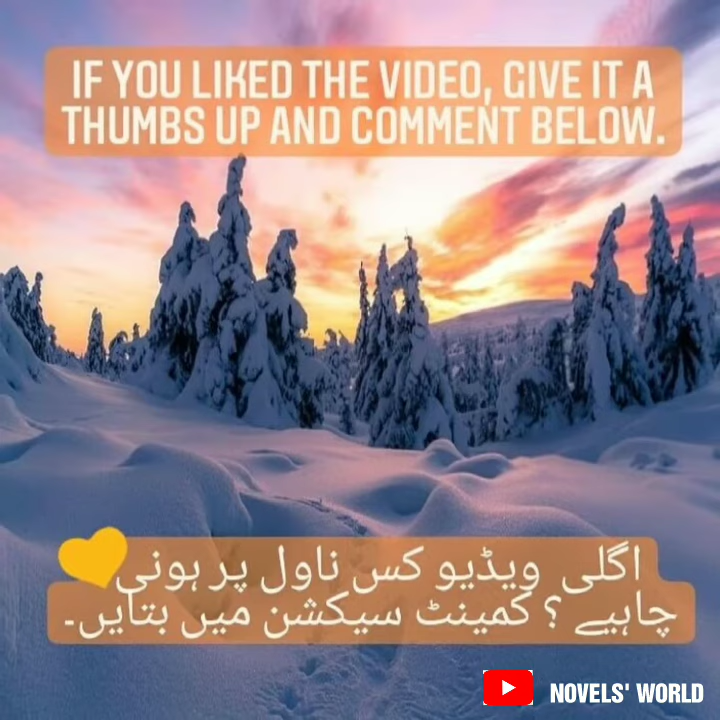 IF YOU LIKED THE VIDEO, GIVE IT A
THUMBS UP AND COMMENT BELOW.
اگلی ویڈیو کس ناول پر ہونی
چاہیے ؟ کمینٹ سیکشن میں بتایں۔
NOVELS' WORLD